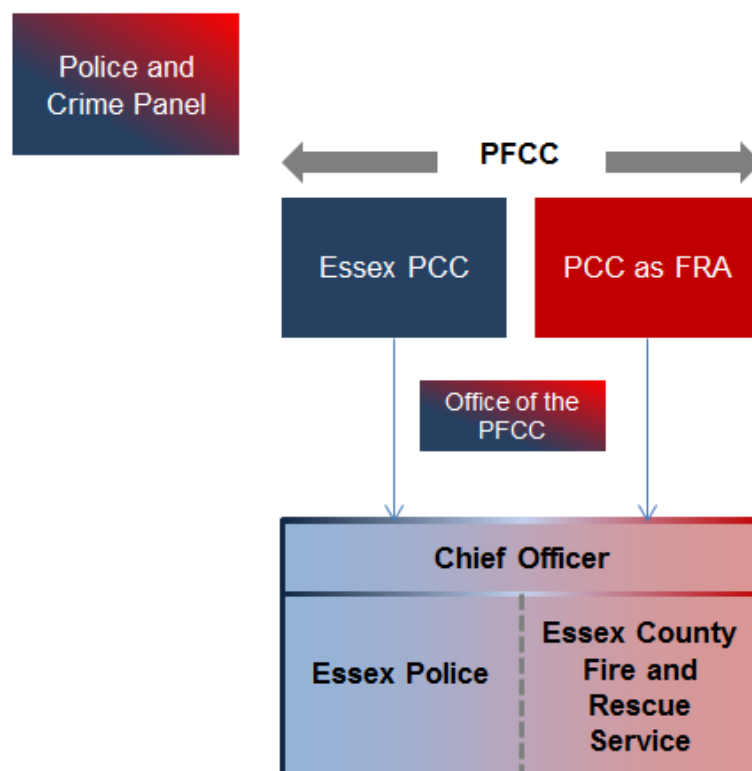 Police and
Crime Panel
PFCC
Essex PCC
PCC as FRA
Office of the
PFCC
Chief Officer
Essex Police
Essex County
Fire and
Rescue
Service